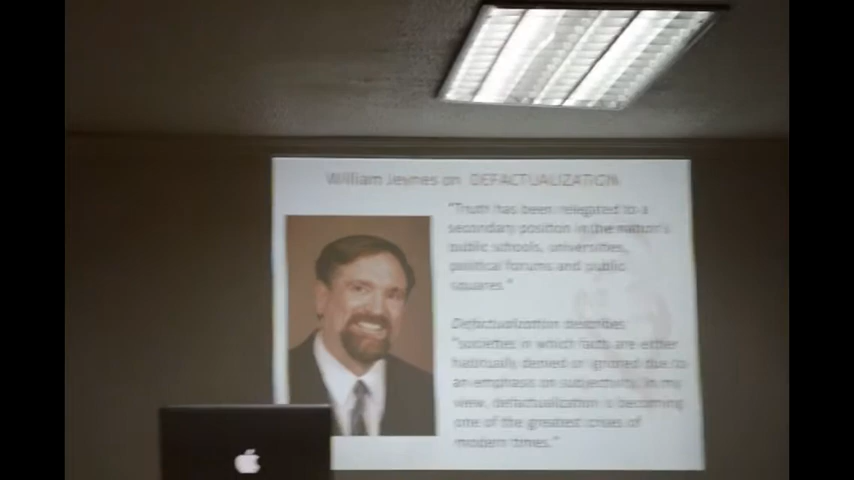 William Jeynes on DEFACTUALIZATION
"Truth has been relegated to a
secondary position in the nation's
public schools, universities,
political forums and public
squares."
Defactualization describes
"societies in which facts are either
habitually denied or ignored due to
an emphasis on subjectivity. In my
view, defactualization is becoming
one of the greatest crises of
modern times."